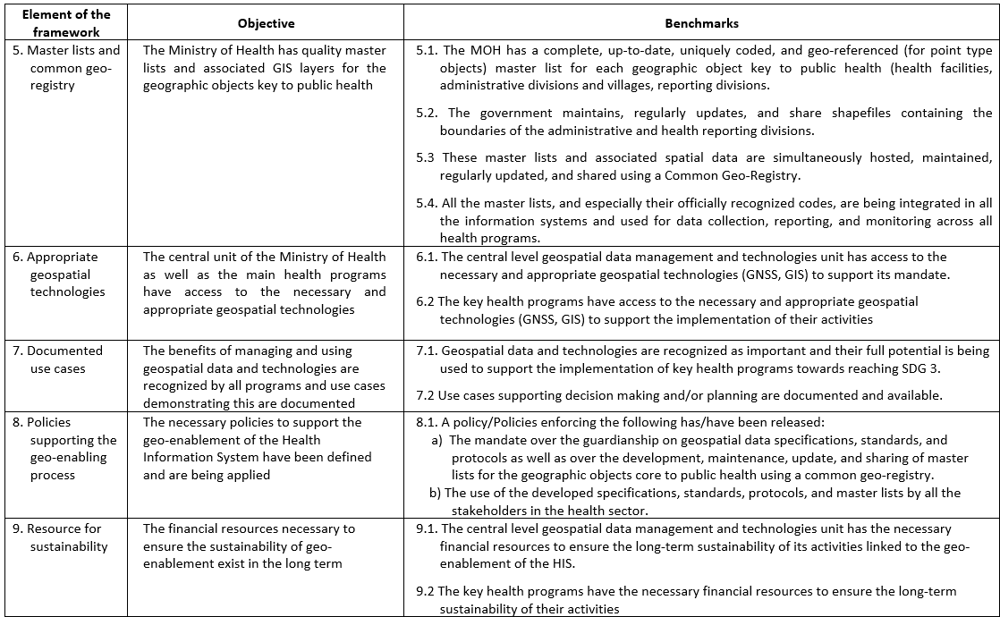 Element of the
framework
Objective
Benchmarks
5. Master lists and
common geo-
registry
The Ministry of Health has quality master
lists and associated GIS layers for the
geographic objects key to public health
5.1. The MOH has a complete, up-to-date, uniquely coded, and geo-referenced (for point type
objects) master list for each geographic object key to public health (health facilities,
administrative divisions and villages, reporting divisions.
5.2. The government maintains, regularly updates, and share shapefiles containing the
boundaries of the administrative and health reporting divisions.
5.3 These master lists and associated spatial data are simultaneously hosted, maintained,
regularly updated, and shared using a Common Geo-Registry.
5.4. All the master lists, and especially their officially recognized codes, are being integrated in all
the information systems and used for data collection, reporting, and monitoring across all
health programs.
6. Appropriate
geospatial
technologies
The central unit of the Ministry of Health
as well as the main health programs
have access to the necessary and
appropriate geospatial technologies
6.1. The central level geospatial data management and technologies unit has access to the
necessary and appropriate geospatial technologies (GNSS, GIS) to support its mandate.
6.2 The key health programs have access to the necessary and appropriate geospatial
technologies (GNSS, GIS) to support the implementation of their activities
7. Documented
use cases
The benefits of managing and using
geospatial data and technologies are
recognized by all programs and use cases
demonstrating this are documented
7.1. Geospatial data and technologies are recognized as important and their full potential is being
used to support the implementation of key health programs towards reaching SDG 3.
7.2 Use cases supporting decision making and/or planning are documented and available.
8. Policies
supporting the
geo-enabling
process
The necessary policies to support the
geo-enablement of the Health
Information System have been defined
and are being applied
8.1. A policy/Policies enforcing the following has/have been released:
a) The mandate over the guardianship on geospatial data specifications, standards, and
protocols as well as over the development, maintenance, update, and sharing of master
lists for the geographic objects core to public health using a common geo-registry.
b) The use of the developed specifications, standards, protocols, and master lists by all the
stakeholders in the health sector.
9. Resource for
sustainability
The financial resources necessary to
ensure the sustainability of geo-
enablement exist in the long term
9.1. The central level geospatial data management and technologies unit has the necessary
financial resources to ensure the long-term sustainability of its activities linked to the geo-
enablement of the HIS.
9.2 The key health programs have the necessary financial resources to ensure the long-term
sustainability of their activities